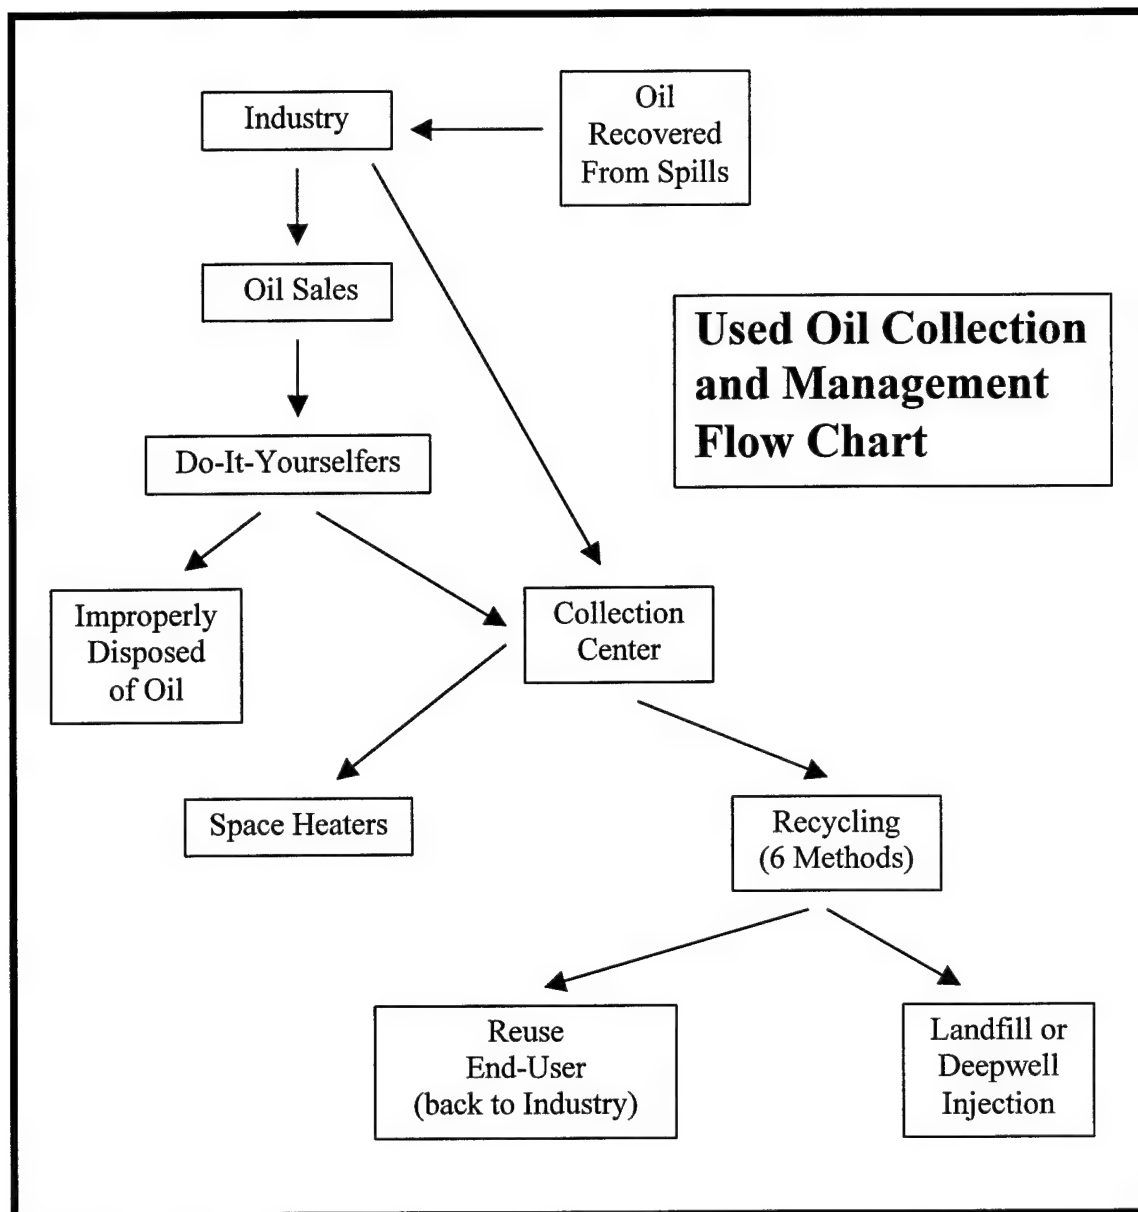 Industry
Oil
Recovered
From Spills
Oil Sales
Used Oil Collection
and Management
Flow Chart
Do-It-Yourselfers
Improperly
Disposed
of Oil
Collection
Center
Space Heaters
Recycling
(6 Methods)
Reuse
End-User
(back to Industry)
Landfill or
Deepwell
Injection